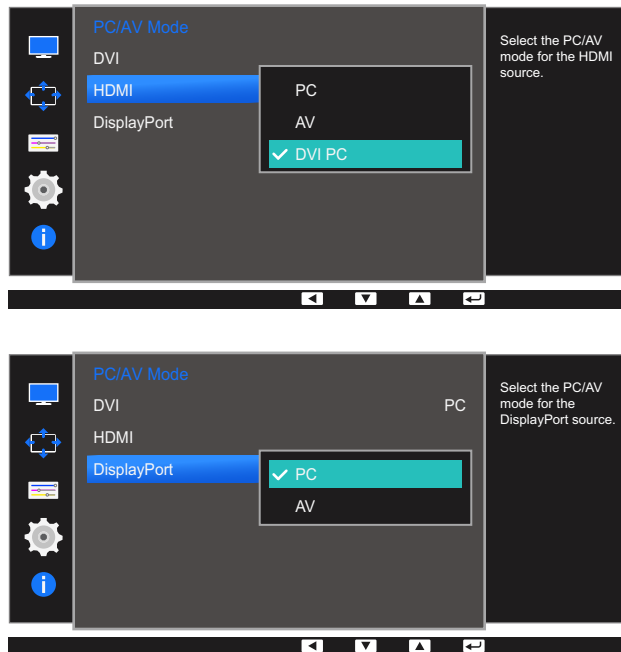 PC/AV Mode
DVI
HDMI
PC
DisplayPort
AV
DVI PC
Select the PC/AV
mode for the HDMI
source.
PC/AV Mode
DVI PC
HDMI
DisplayPort
PC
AV
Select the PC/AV
mode for the
DisplayPort source.